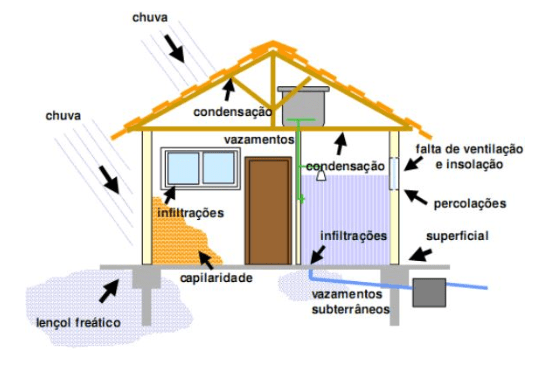 chuva
condensação
chuva
vazamentos
condensação
falta de ventilação
e insolação
percolações
infiltrações
infiltrações
superficial
capilaridade
vazamentos
subterrâneos
lençol freático